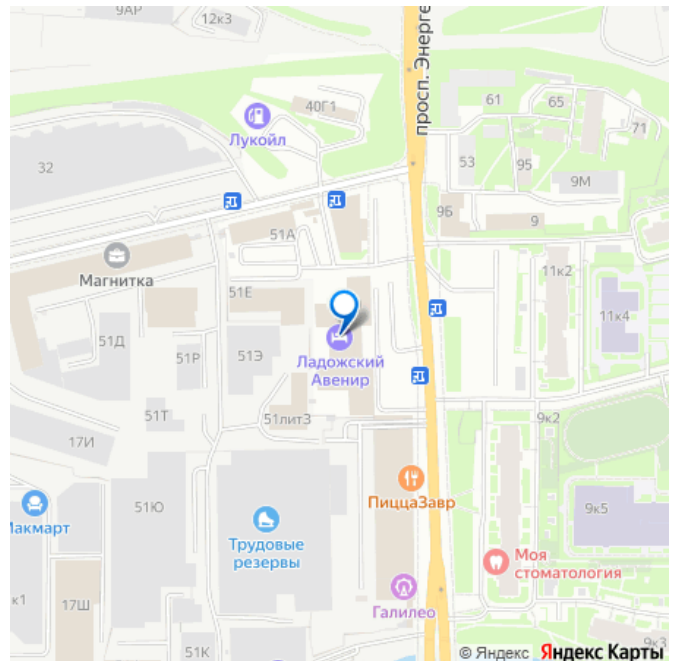 9АР
12к3
просп. Энерге
40Г1
Лукойл
61
65
71
53
95
9М
32
9Б
9
51А
Магнитка
11к2
51Е
11к4
51Д
51Р
51Э
Ладожский
Авенир
51Т
51лит3
9к2
17И
ПиццаЗавр
51Ю
9к5
Макмарт
Трудовые
резервы
Моя
стоматология
к1
17Ш
Галилео
51К
9к3
© Яндекс Яндекс Карты